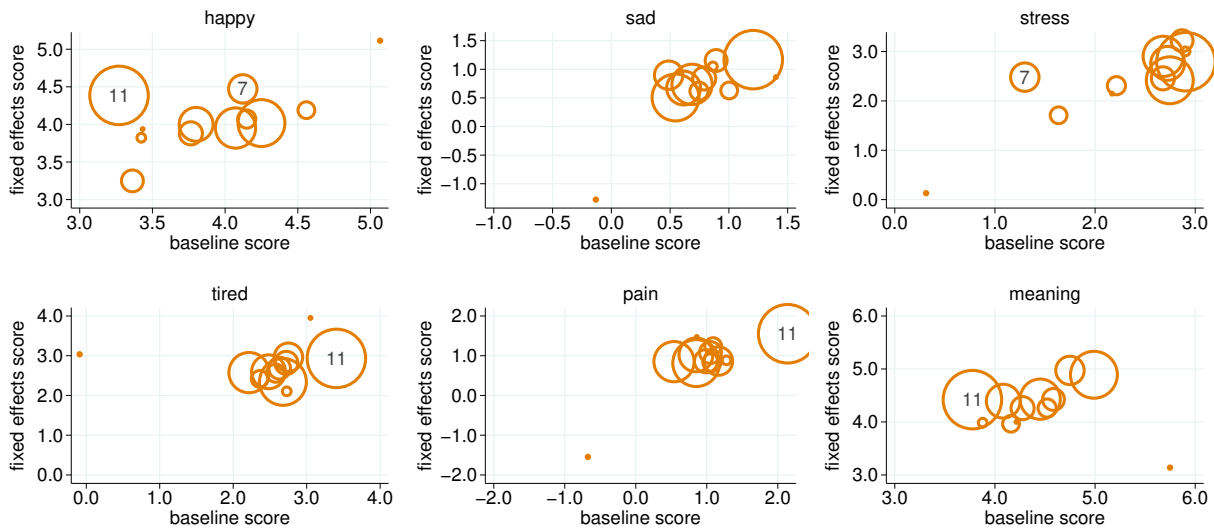 happy
fixed effects score
5.0
4.5
4.0
3.5
3.0
11
7
3.0 3.5 4.0 4.5 5.0
baseline score
sad
fixed effects score
1.5
1.0
0.5
0.0
−0.5
−1.0
−1.0 −0.5 0.0 0.5 1.0 1.5
baseline score
stress
fixed effects score
3.0
2.0
1.0
0.0
7
0.0 1.0 2.0 3.0
baseline score
tired
fixed effects score
4.0
3.0
2.0
1.0
0.0
11
0.0 2.0 3.0 4.0
baseline score
pain
fixed effects score
2.0
1.0
0.0
−1.0
−2.0
11
−2.0 −1.0 0.0 1.0 2.0
baseline score
meaning
fixed effects score
6.0
5.0
4.0
3.0
11
3.0 4.0 5.0 6.0
baseline score